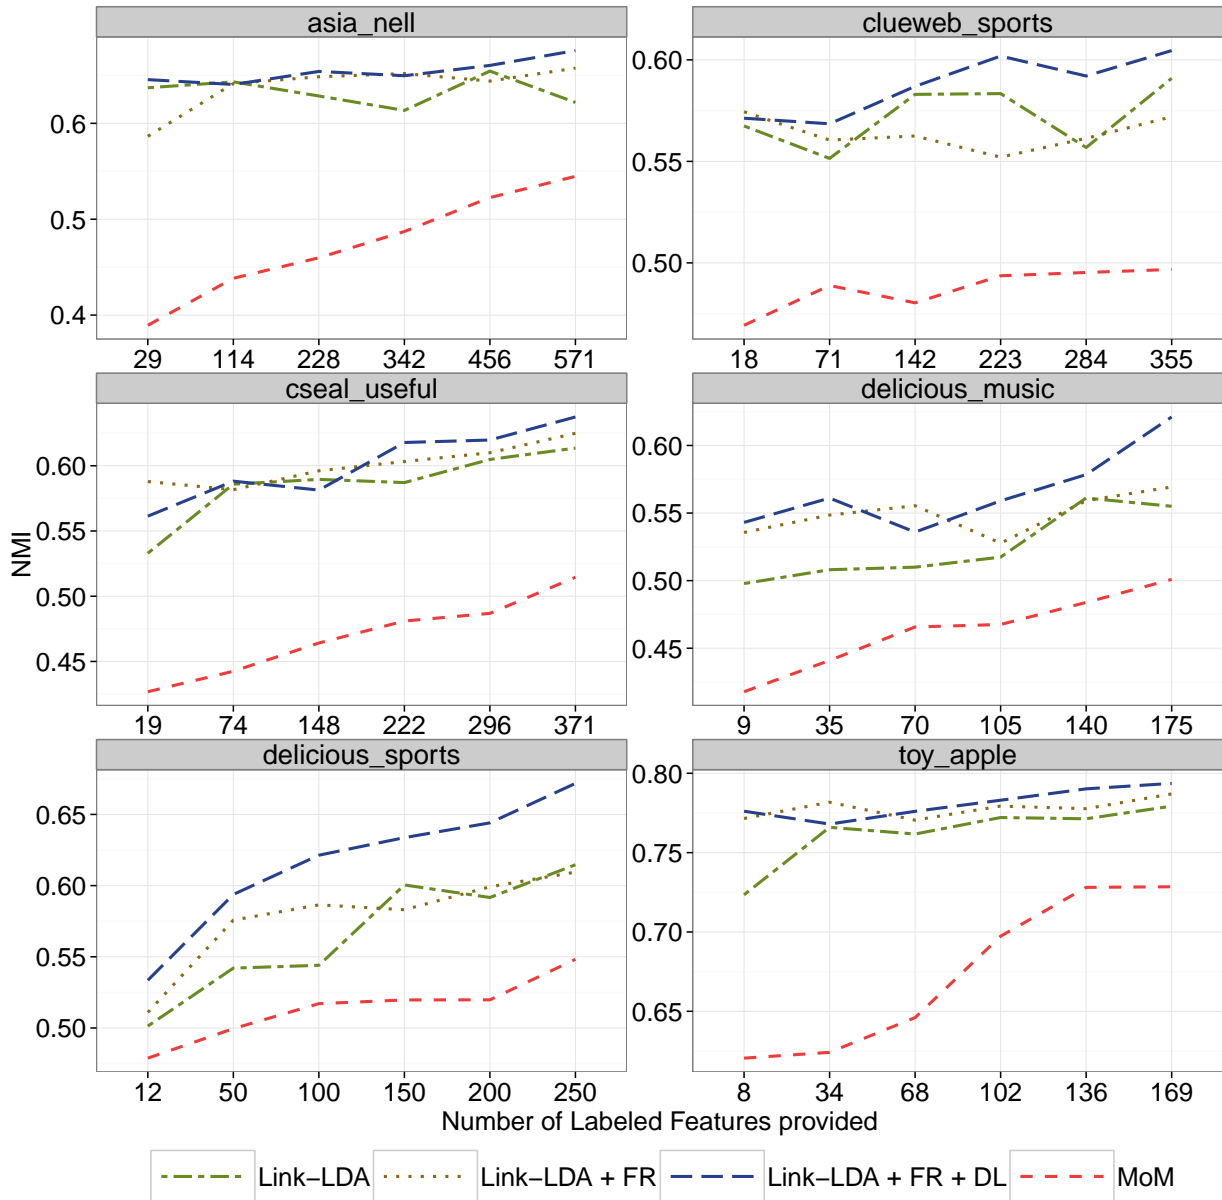 asia_nell
clueweb_sports
0.6
0.5
0.4
0.60
0.55
0.50
29 114 228 342 456 571
18 71 142 223 284 355
cseal_useful
delicious_music
0.60
0.55
0.50
0.45
0.60
0.55
0.50
0.45
NMI
19 74 148 222 296 371
9 35 70 105 140 175
delicious_sports
toy_apple
0.65
0.60
0.55
0.50
0.80
0.75
0.70
0.65
12 50 100 150 200 250
8 34 68 102 136 169
Number of Labeled Features provided
Link−LDA Link−LDA + FR Link−LDA + FR + DL MoM